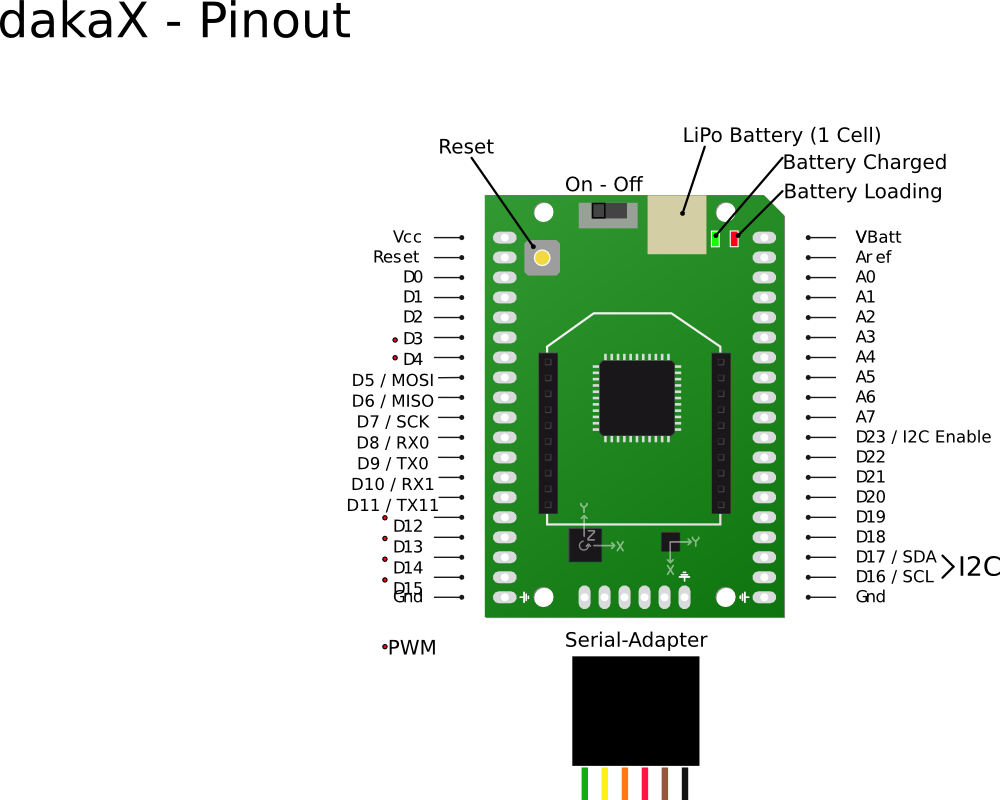 dakaX - Pinout
LiPo Battery (1 Cell)
Reset
Battery Charged
On - Off
Battery Loading
Vcc
Reset
D0
D1
D2
D3
D4
D5 / MOSI
D6 / MISO
D7 / SCK
D8 / RX0
D9 / TX0
D10 / RX1
D11 / TX11
D12
D13
D14
D15
Gnd
PWM
VBatt
Aref
A0
A1
A2
A3
A4
A5
A6
A7
D23 / I2C Enable
D22
D21
D20
D19
D18
D17 / SDA
D16 / SCL
I2C
Gnd
Y
Z
X
Y
X
Serial-Adapter